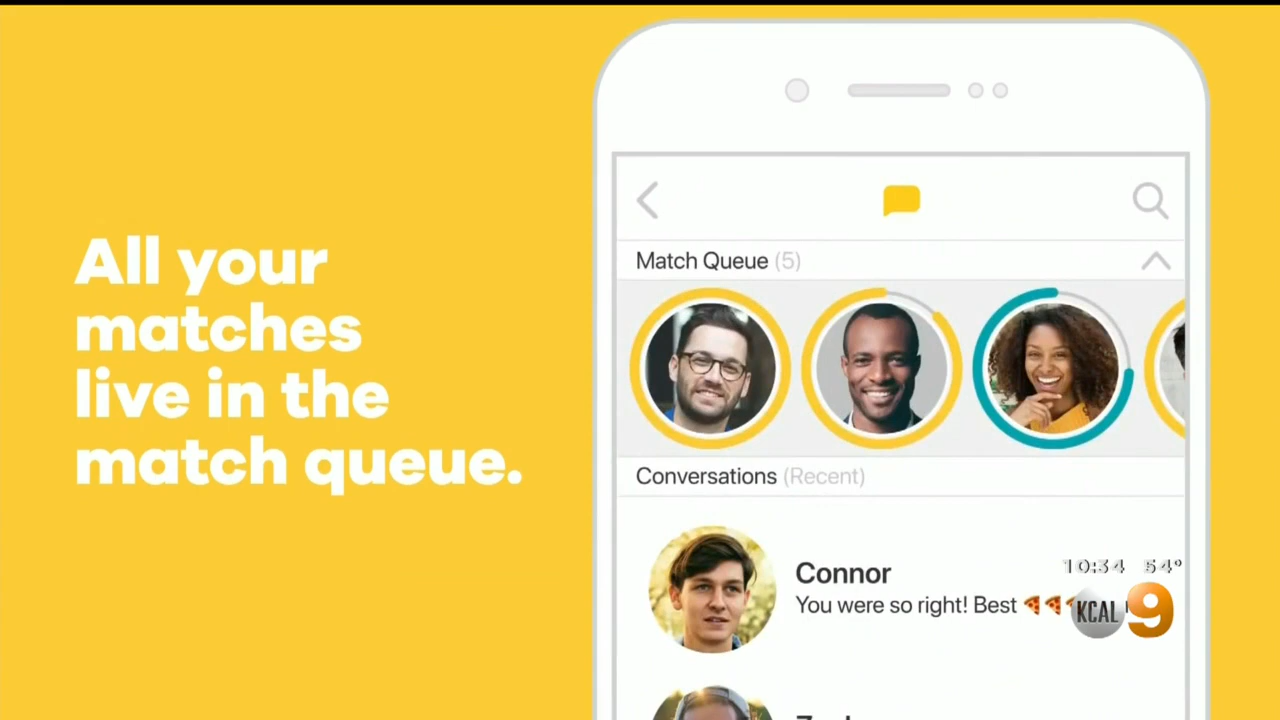 All your
matches
live in the
match queue.
Match Queue (5)
Conversations (Recent)
Connor
You were so right! Best
10:34 54°
KCAL 9